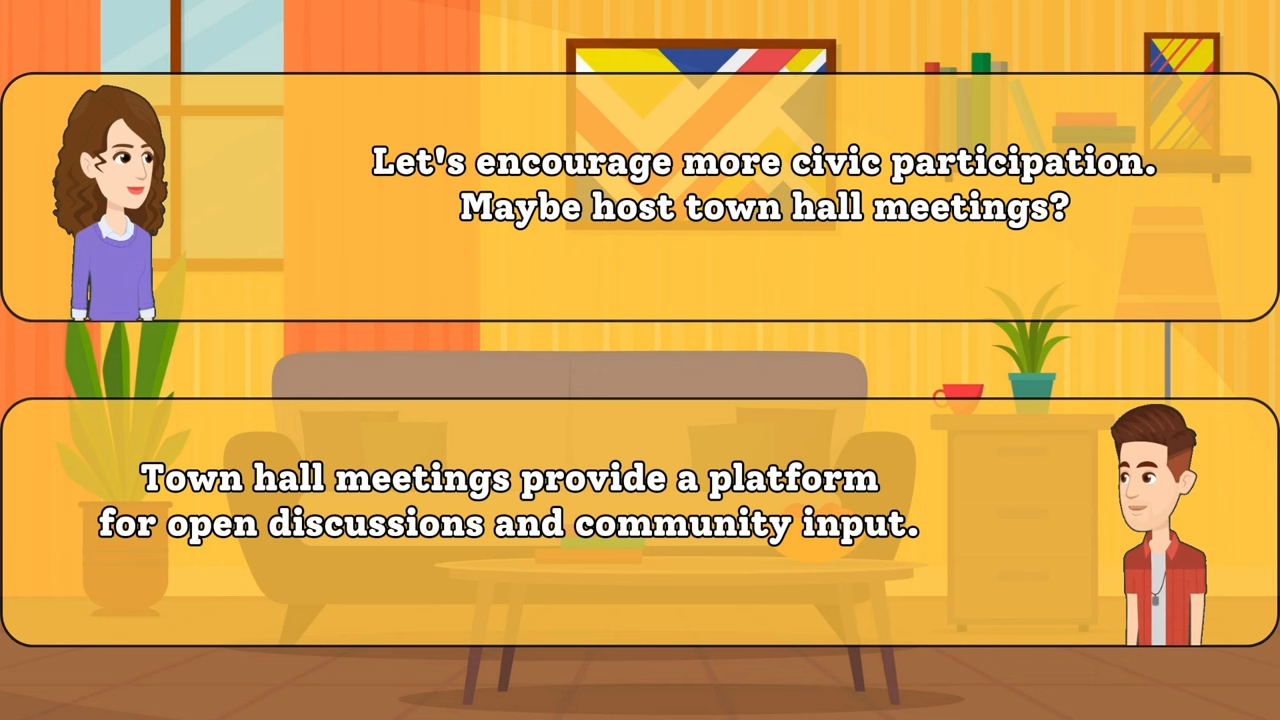 Let's encourage more civic participation.
Maybe host town hall meetings?
Town hall meetings provide a platform
for open discussions and community input.